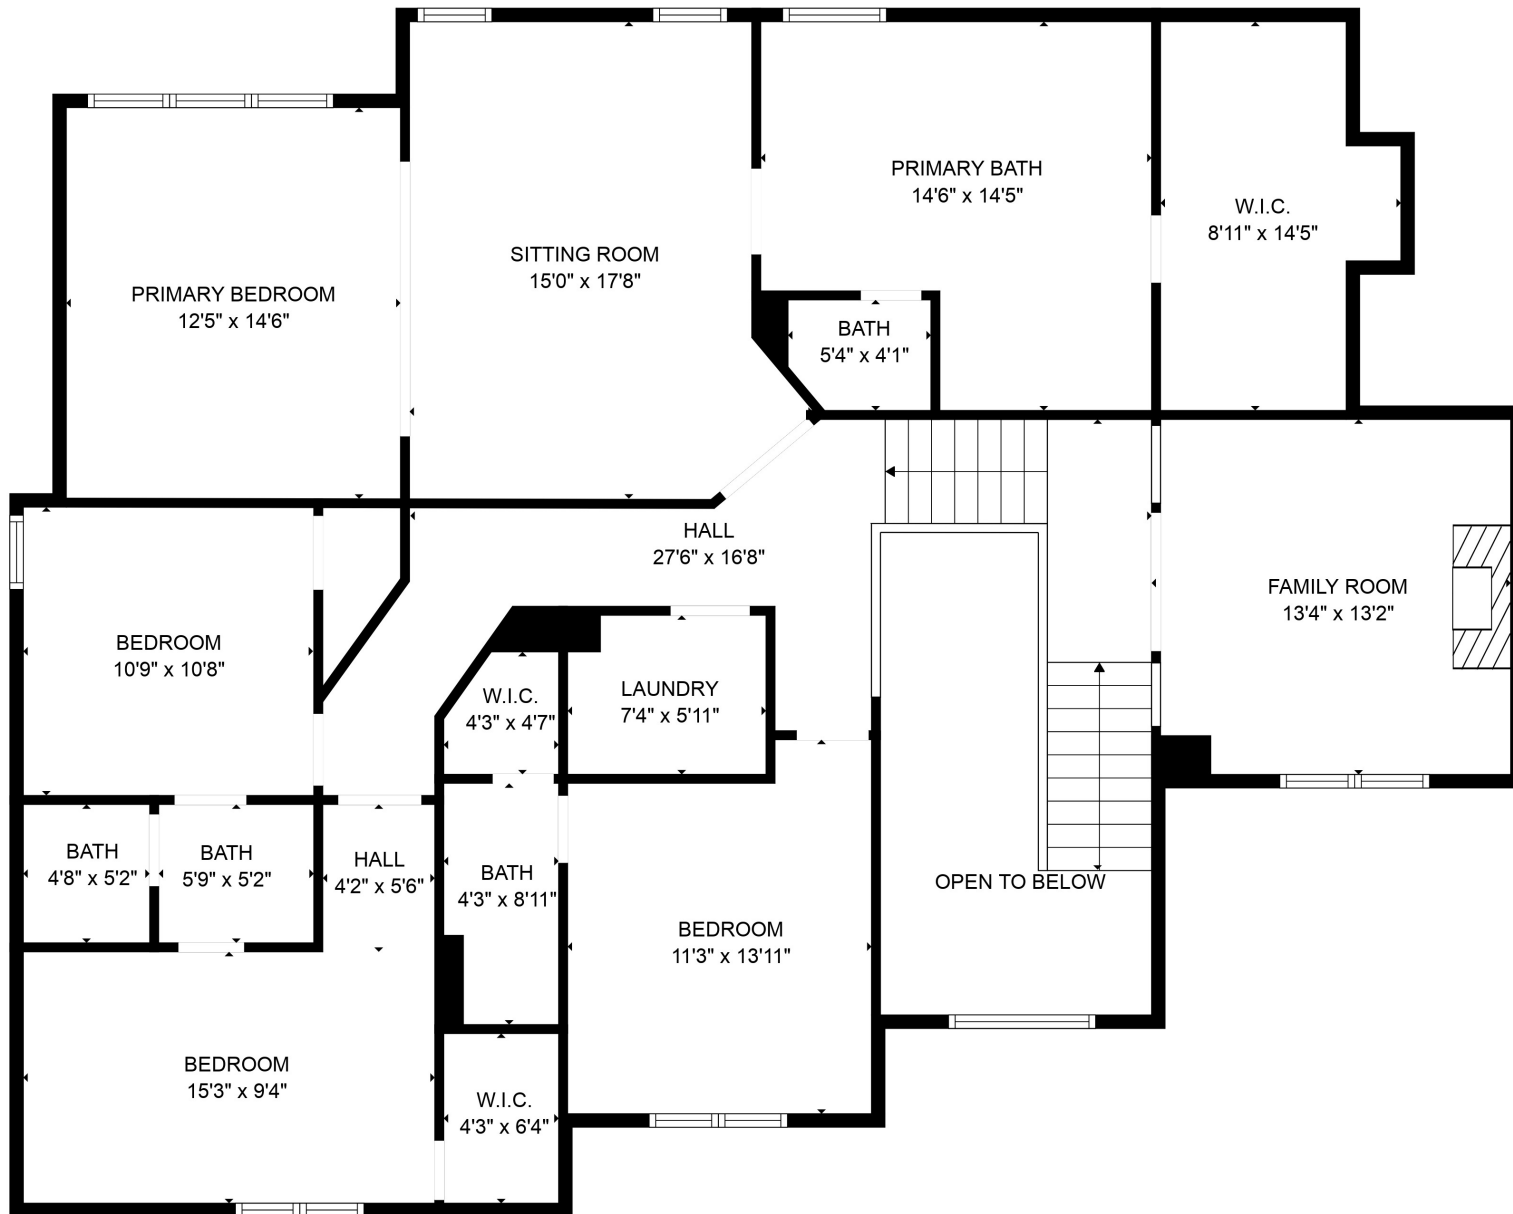 PRIMARY BATH
14'6" x 14'5"
W.I.C.
8'11" x 14'5"
SITTING ROOM
15'0" x 17'8"
PRIMARY BEDROOM
12'5" x 14'6"
BATH
5'4" x 4'1"
HALL
27'6" x 16'8"
FAMILY ROOM
13'4" x 13'2"
BEDROOM
10'9" x 10'8"
W.I.C.
4'3" x 4'7"
LAUNDRY
7'4" x 5'11"
BATH
4'8" x 5'2"
BATH
5'9" x 5'2"
HALL
4'2" x 5'6"
BATH
4'3" x 8'11"
OPEN TO BELOW
BEDROOM
11'3" x 13'11"
BEDROOM
15'3" x 9'4"
W.I.C.
4'3" x 6'4"